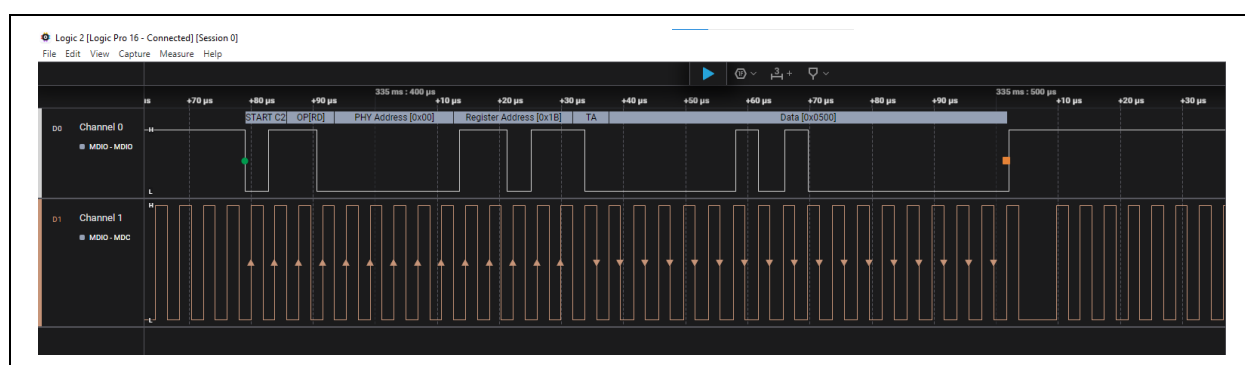 Logic 2 [Logic Pro 16 - Connected] [Session 0]
File Edit View Capture Measure Help
3 +
335 ms : 400 µs 335 ms : 500 µs
µs +70 µs +80 µs +90 µs +10 µs +20 µs +30 µs +40 µs +50 µs +60 µs +70 µs +80 µs +90 µs +10 µs +20 µs +30 µs
START C2 OP[RD] PHY Address [0x00] Register Address [0x1B] TA Data [0x0500]
D0 Channel 0 H
MDIO - MDIO
L
D1 Channel 1 H
MDIO - MDC
L